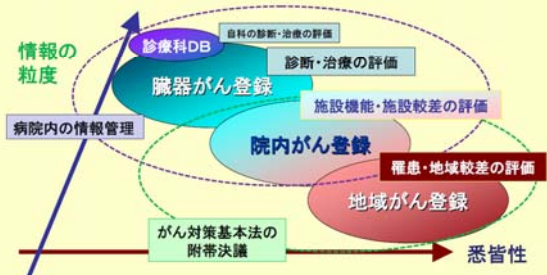 情報の
粒度
診療科DB
自科の診断・治療の評価
診断・治療の評価
臓器がん登録
施設機能・施設較差の評価
病院内の情報管理
院内がん登録
罹患・地域較差の評価
地域がん登録
がん対策基本法の
附帯決議
悉皆性